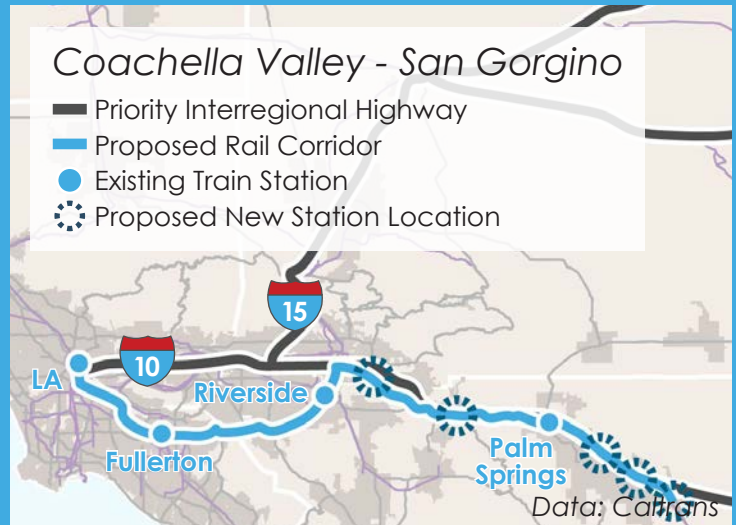 Coachella Valley - San Gorgino
Priority Interregional Highway
Proposed Rail Corridor
Existing Train Station
Proposed New Station Location
15
10
LA
Riverside
Fullerton
Palm
Springs
Data: Caltrans